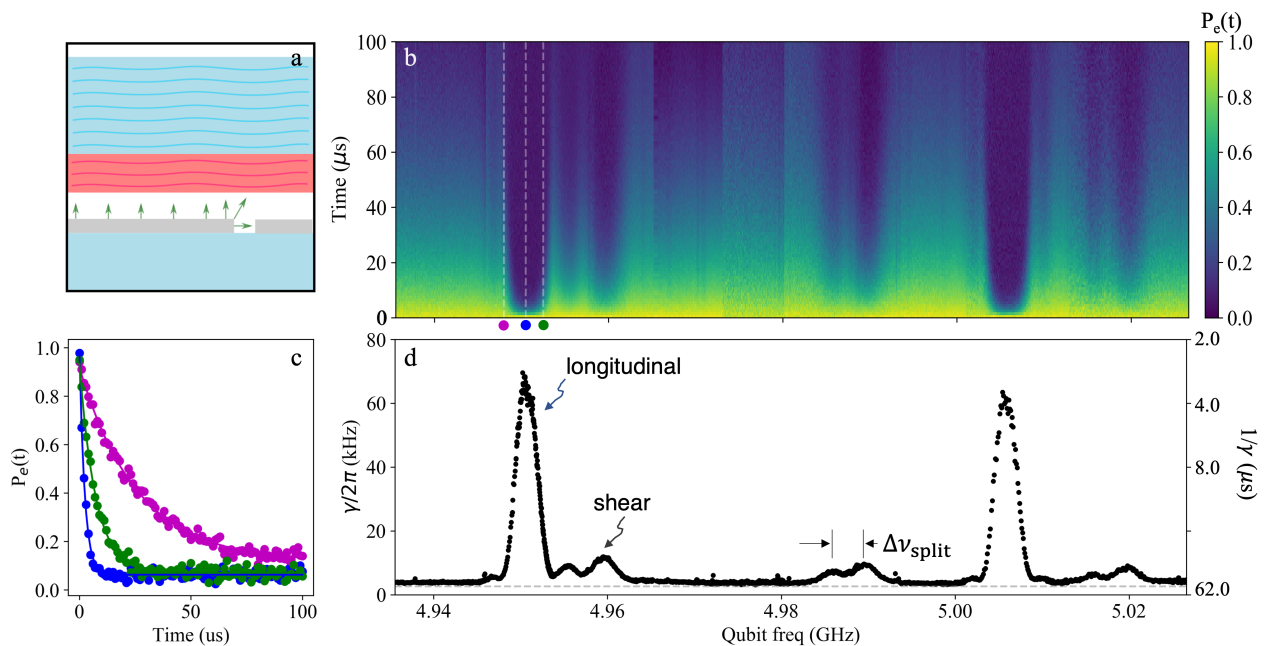 a
b
P_e(t)
1.0
0.8
0.6
0.4
0.2
0.0
Time (μs)
100
80
60
40
20
0
c
P_e(t)
1.0
0.8
0.6
0.4
0.2
0.0
0
50
100
Time (us)
d
γ/2π (kHz)
80
60
40
20
0
longitudinal
shear
Δν_split
2.0
4.0
8.0
62.0
1/γ (μs)
4.94
4.96
4.98
5.00
5.02
Qubit freq (GHz)